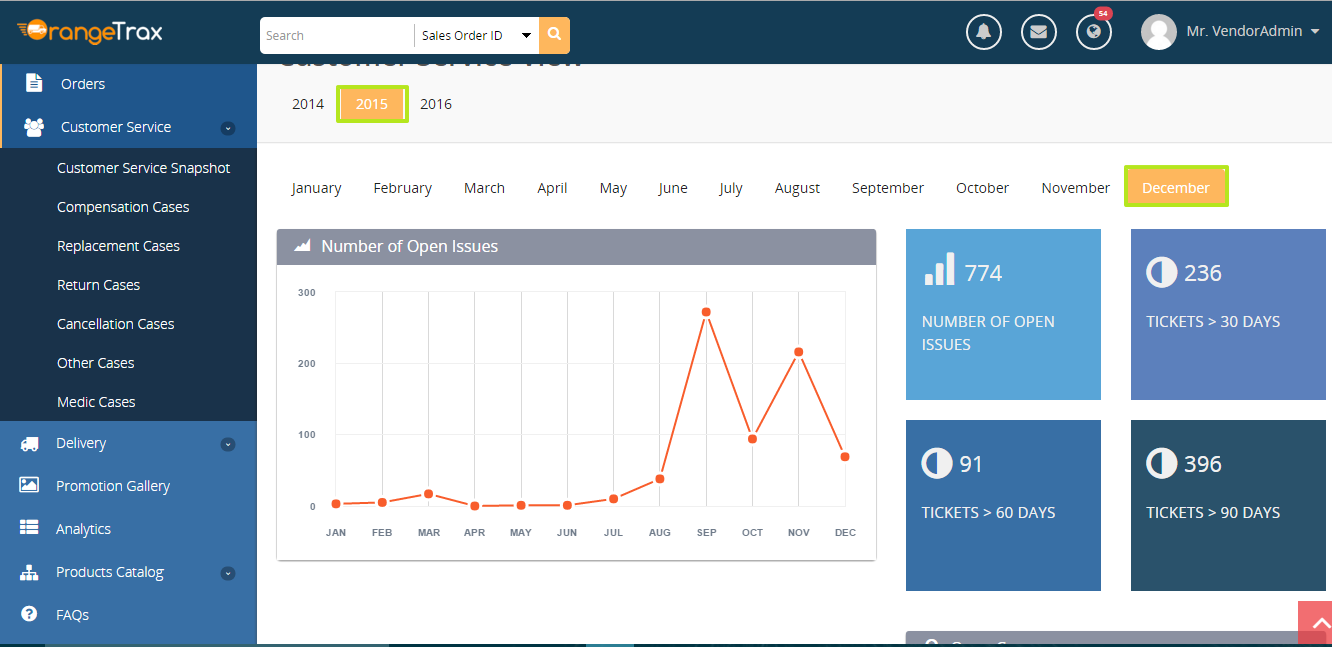 OrangeTrax
Search
Sales Order ID
54
Mr. VendorAdmin
Orders
Customer Service
Customer Service Snapshot
Compensation Cases
Replacement Cases
Return Cases
Cancellation Cases
Other Cases
Medic Cases
Delivery
Promotion Gallery
Analytics
Products Catalog
FAQs
Customer Service View
2014 2015 2016
January February March April May June July August September October November December
Number of Open Issues
300
200
100
0
JAN FEB MAR APR MAY JUN JUL AUG SEP OCT NOV DEC
774
NUMBER OF OPEN
ISSUES
236
TICKETS > 30 DAYS
91
TICKETS > 60 DAYS
396
TICKETS > 90 DAYS